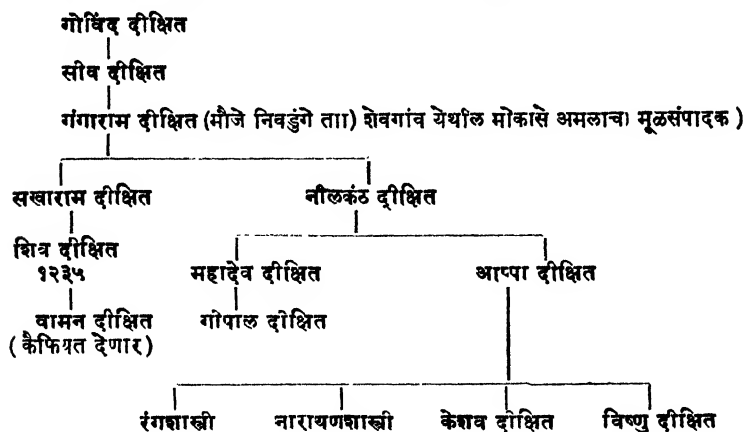 गोविंद दीक्षित
सीव दीक्षित
गंगाराम दीक्षित (मौजे निवडुंगे ताा) शेवगांव येथील मोकासे अमलाचा मूळसंपादक )
सखाराम दीक्षित नीलकंठ दीक्षित
शित्र दीक्षित
१२३५ महादेव दीक्षित आप्पा दीक्षित
वामन दीक्षित गोपाल दीक्षित
(कैफियत देणार)
रंगशास्त्री नारायणशास्त्री केशव दीक्षित विष्णु दीक्षित